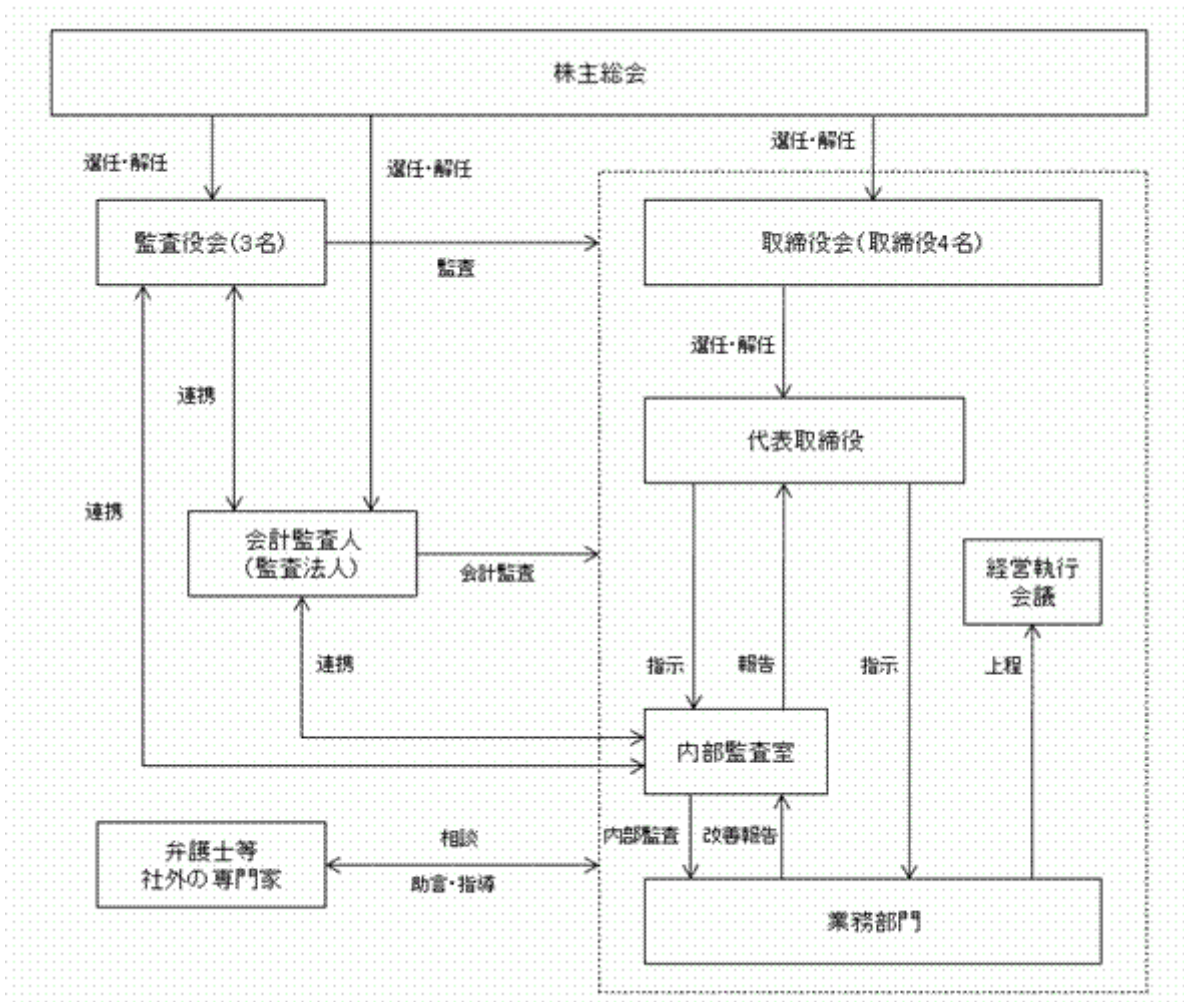 株主総会
選任・解任
選任・解任
選任・解任
監査役会(3名)
監査
取締役会(取締役4名)
選任・解任
連携
代表取締役
連携
会計監査人
(監査法人)
会計監査
経営執行
会議
連携
指示
報告
指示
上程
内部監査室
内部監査
改善報告
弁護士等
社外の専門家
相談
助言・指導
業務部門